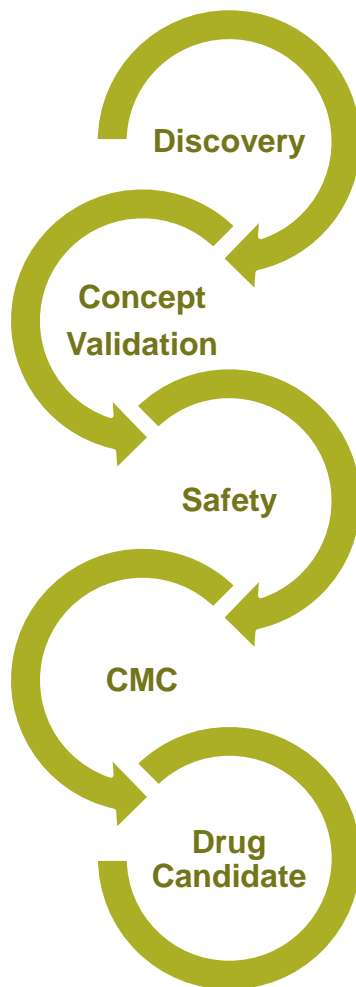 Discovery
Concept
Validation
Safety
CMC
Drug
Candidate